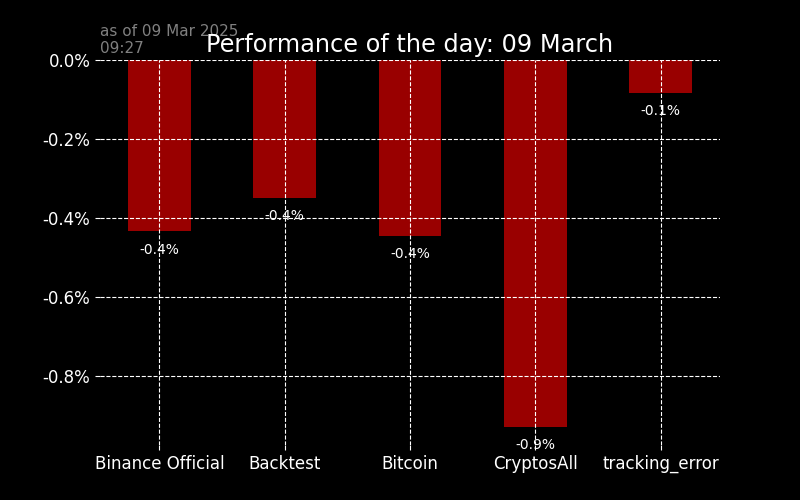 as of 09 Mar 2025
09:27
Performance of the day: 09 March
0.0%
-0.2%
-0.4%
-0.6%
-0.8%
-0.4%
-0.4%
-0.4%
-0.9%
-0.1%
Binance Official
Backtest
Bitcoin
CryptosAll
tracking_error